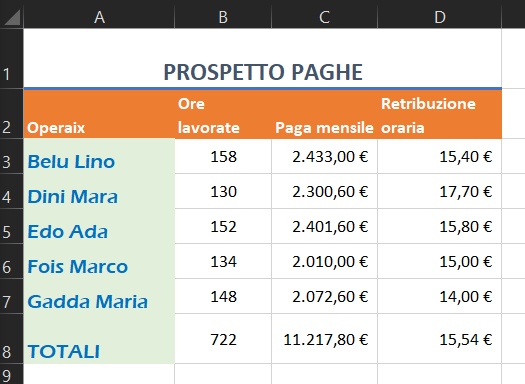 A B C D
1 PROSPETTO PAGHE
2 Operaix Ore lavorate Paga mensile Retribuzione oraria
3 Belu Lino 158 2.433,00 € 15,40 €
4 Dini Mara 130 2.300,60 € 17,70 €
5 Edo Ada 152 2.401,60 € 15,80 €
6 Fois Marco 134 2.010,00 € 15,00 €
7 Gadda Maria 148 2.072,60 € 14,00 €
8 TOTALI 722 11.217,80 € 15,54 €
9